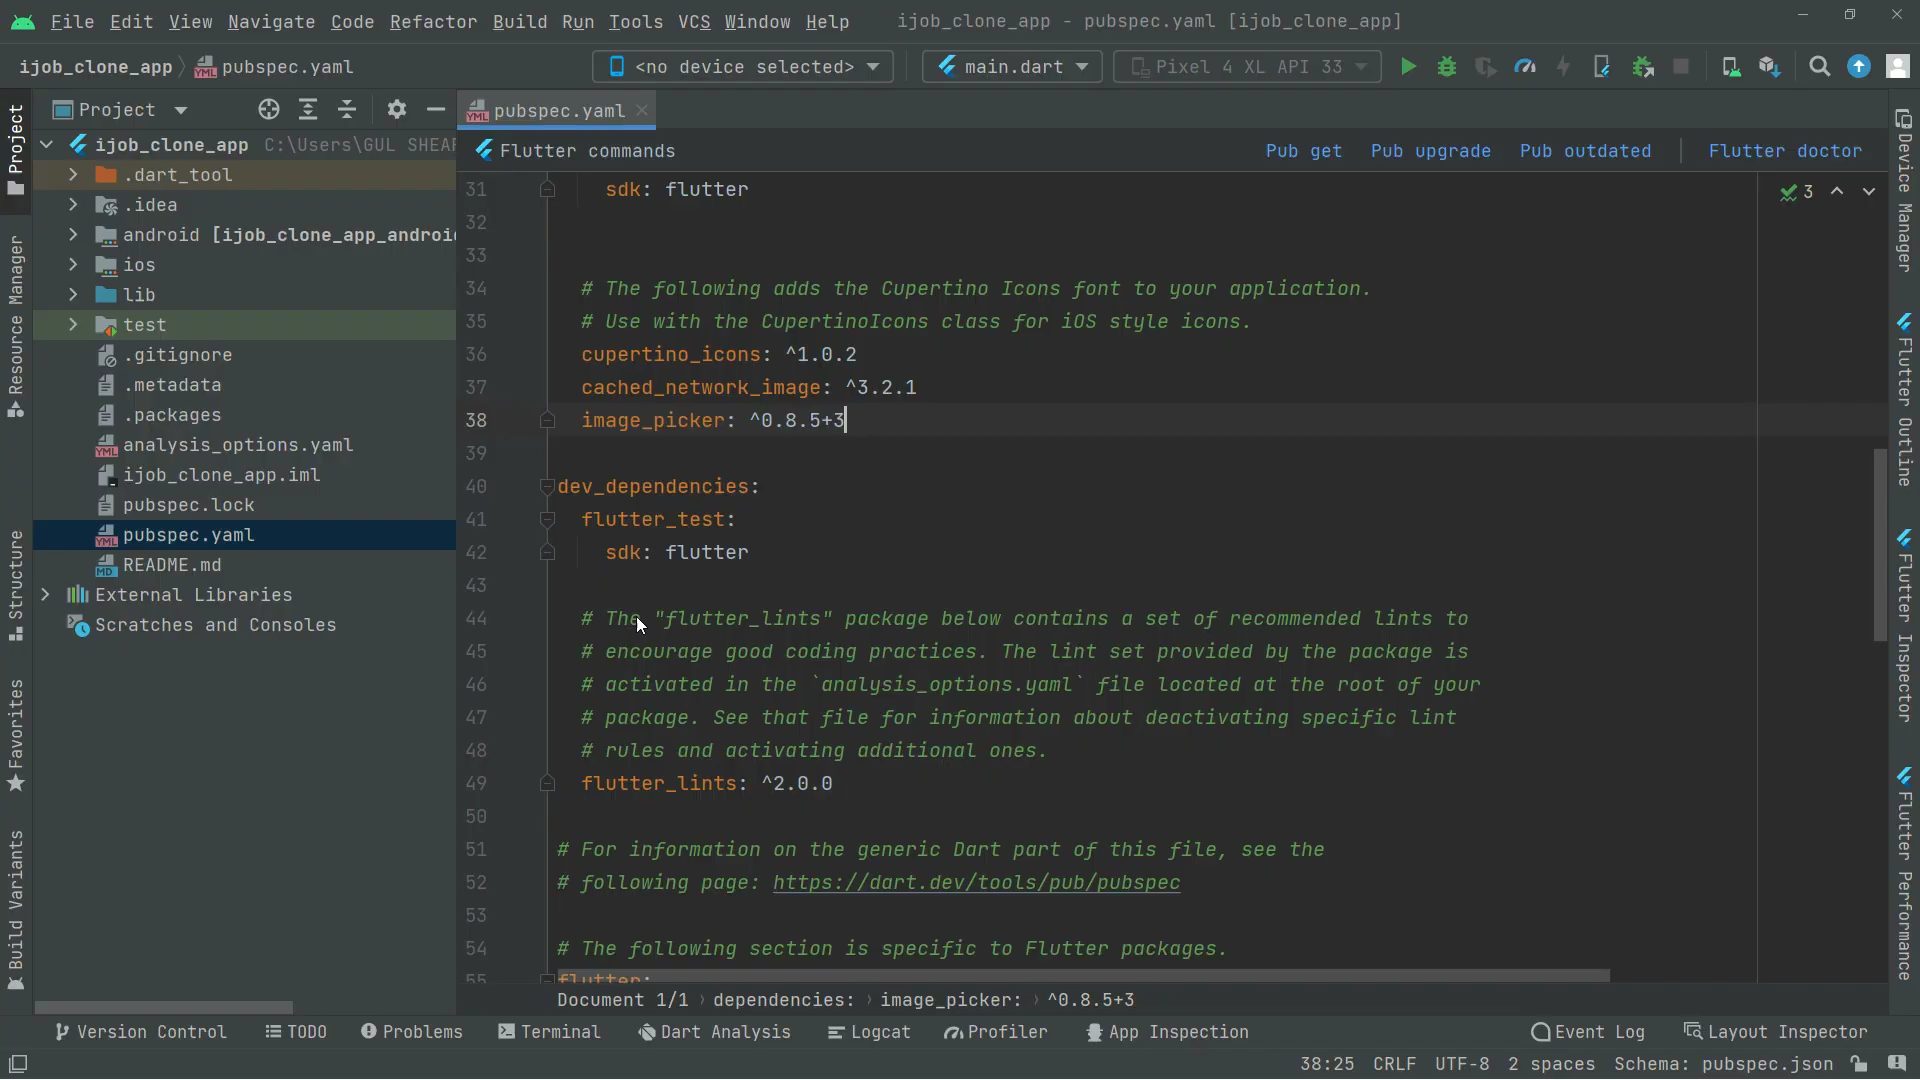 File Edit View Navigate Code Refactor Build Run Tools VCS Window Help ijob_clone_app - pubspec.yaml [ijob_clone_app]
ijob_clone_app pubspec.yaml <no device selected> main.dart Pixel 4 XL API 33
Project pubspec.yaml
Flutter commands Pub get Pub upgrade Pub outdated Flutter doctor
Project
Resource Manager
Structure
Favorites
Build Variants
ijob_clone_app C:\Users\GUL SHEAF
.dart_tool
.idea
android [ijob_clone_app_androi
ios
lib
test
.gitignore
.metadata
.packages
analysis_options.yaml
ijob_clone_app.iml
pubspec.lock
pubspec.yaml
README.md
External Libraries
Scratches and Consoles
31 sdk: flutter
32
33
34 # The following adds the Cupertino Icons font to your application.
35 # Use with the CupertinoIcons class for iOS style icons.
36 cupertino_icons: ^1.0.2
37 cached_network_image: ^3.2.1
38 image_picker: ^0.8.5+3
39
40 dev_dependencies:
41 flutter_test:
42 sdk: flutter
43
44 # The "flutter_lints" package below contains a set of recommended lints to
45 # encourage good coding practices. The lint set provided by the package is
46 # activated in the `analysis_options.yaml` file located at the root of your
47 # package. See that file for information about deactivating specific lint
48 # rules and activating additional ones.
49 flutter_lints: ^2.0.0
50
51 # For information on the generic Dart part of this file, see the
52 # following page: https://dart.dev/tools/pub/pubspec
53
54 # The following section is specific to Flutter packages.
55 flutter:
3
Device Manager
Flutter Outline
Flutter Inspector
Flutter Performance
Document 1/1 dependencies: image_picker: ^0.8.5+3
Version Control TODO Problems Terminal Dart Analysis Logcat Profiler App Inspection Event Log Layout Inspector
38:25 CRLF UTF-8 2 spaces Schema: pubspec.json